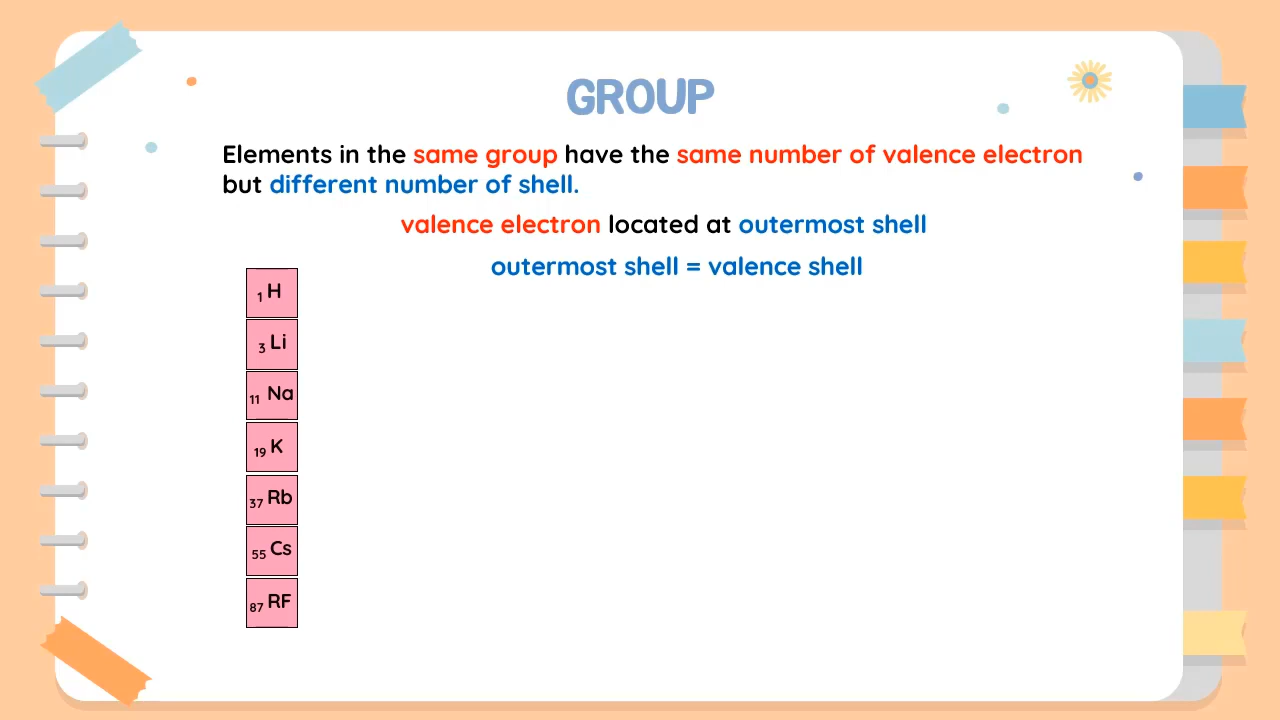 GROUP
Elements in the same group have the same number of valence electron
but different number of shell.
valence electron located at outermost shell
outermost shell = valence shell
1 H
3 Li
11 Na
19 K
37 Rb
55 Cs
87 RF